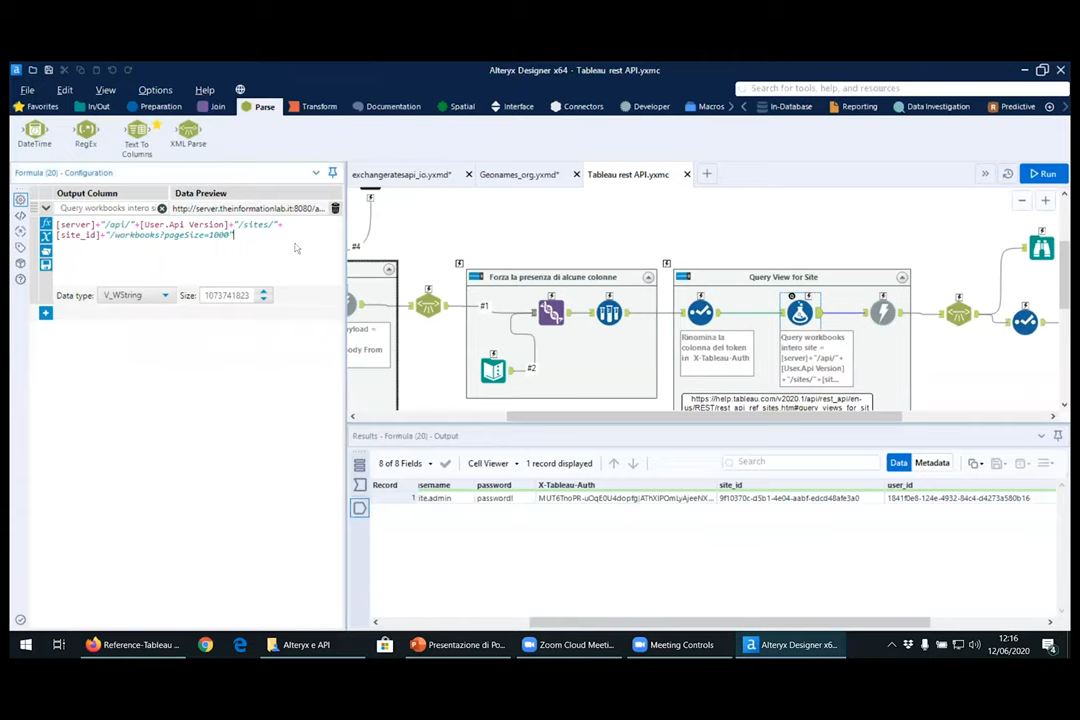 Alteryx Designer x64 - Tableau rest API.yxmc
File Edit View Options Help
Search for tools, help, and resources
Favorites In/Out Preparation Join Parse Transform Documentation Spatial Interface Connectors Developer Macros In-Database Reporting Data Investigation Predictive
DateTime RegEx Text To Columns XML Parse
Formula (20) - Configuration
exchangeratesapi_io.yxmd* Geonames_org.yxmd* Tableau rest API.yxmc
Run
Output Column Data Preview
Query workbooks intero si http://server.theinformationlab.it:8080/a...
[server]+"/api/"+[User.Api Version]+"/sites/"+
[site_id]+"/workbooks?pageSize=1000"
Data type: V_WString Size: 1073741823
#4
Forza la presenza di alcune colonne
Query View for Site
#1
#2
ayload =
ody From
Rinomina la
colonna del token
in X-Tableau-Auth
Query workbooks
intero site =
[server]+"/api/"+
[User.Api Version]
+"/sites/"+[sit...
https://help.tableau.com/v2020.1/api/rest_api/en-
us/REST/rest_api_ref_sites.htm#query_views_for_sit
Results - Formula (20) - Output
8 of 8 Fields Cell Viewer 1 record displayed Search Data Metadata
Record sername password X-Tableau-Auth site_id user_id
1 ite.admin password! 9f10370c-d5b1-4e04-aabf-edcd48afe3a0 1841f0e8-124e-4932-84c4-d4273a580b16
Reference-Tableau ... Alteryx e API Presentazione di Po... Zoom Cloud Meeti... Meeting Controls Alteryx Designer x6...
12:16
12/06/2020
4